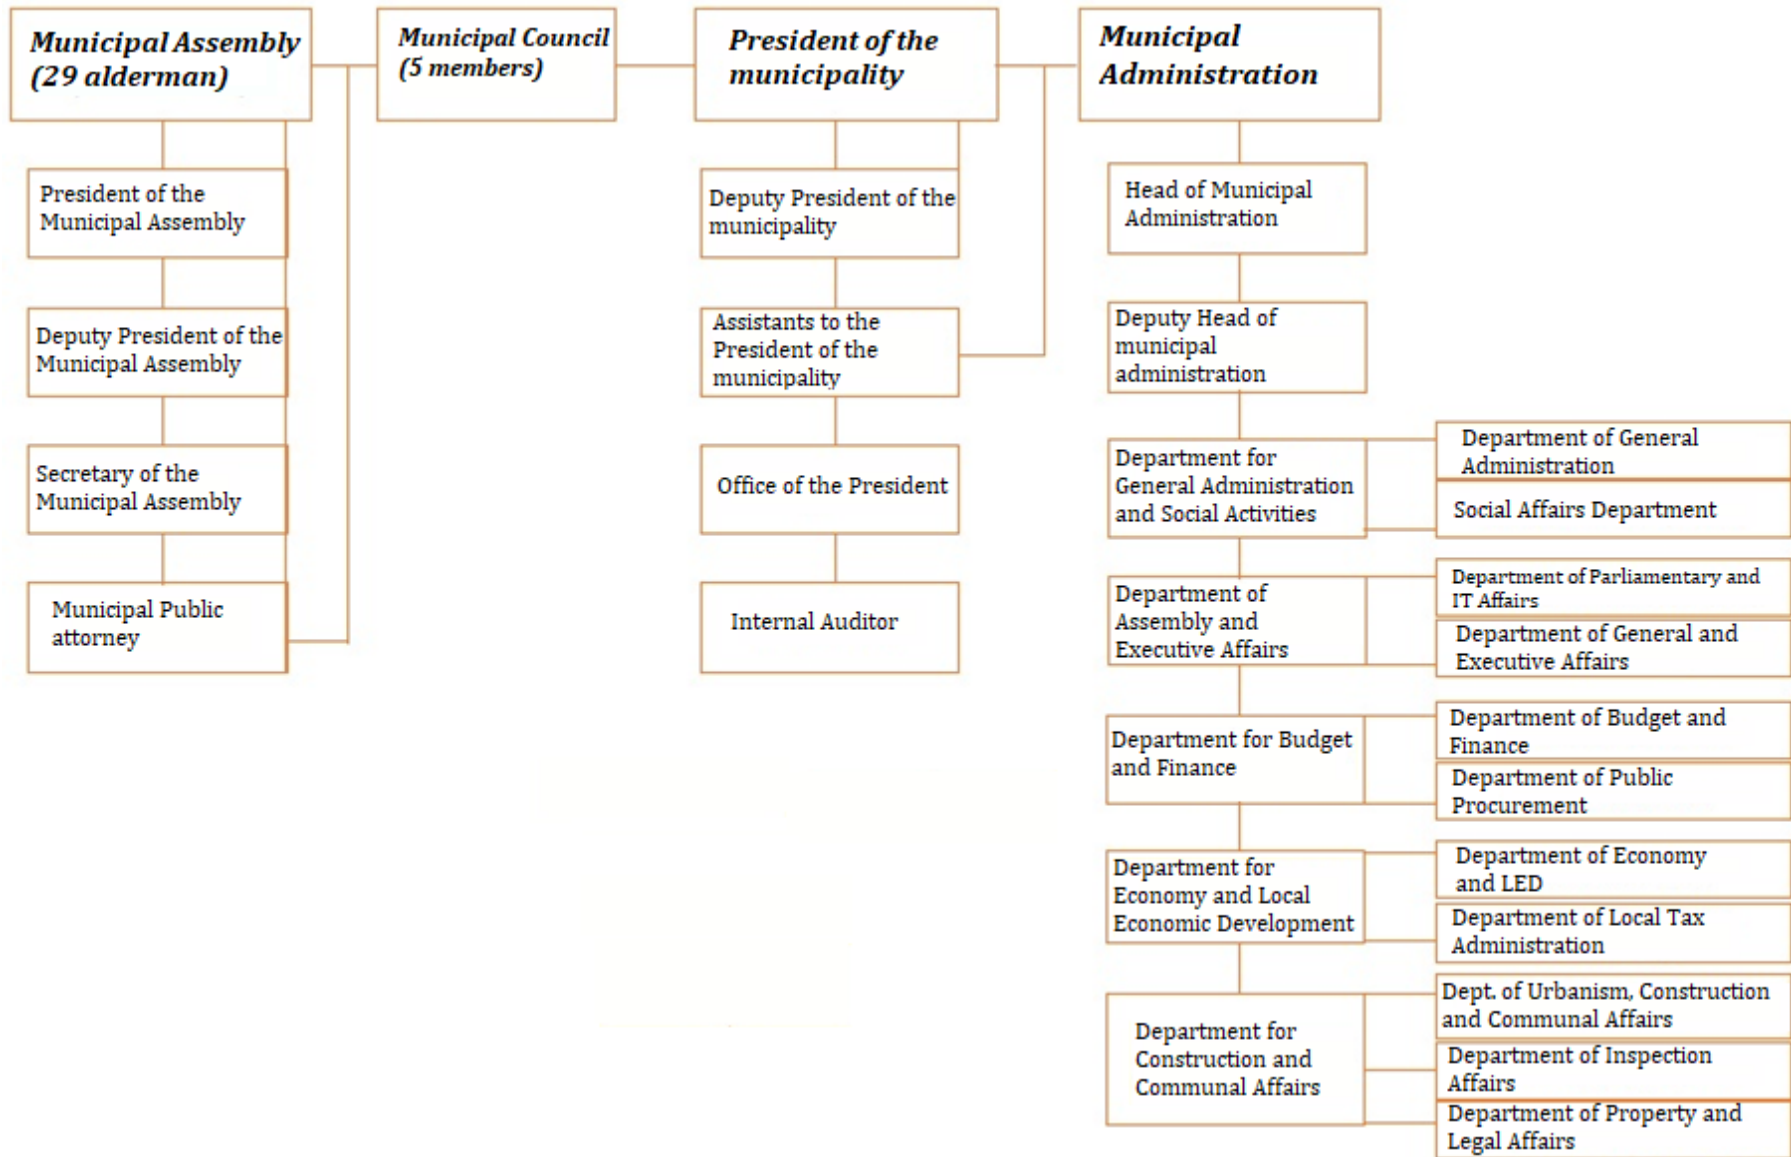 Municipal Assembly
(29 alderman)
Municipal Council
(5 members)
President of the
municipality
Municipal
Administration
President of the
Municipal Assembly
Deputy President of the
Municipal Assembly
Secretary of the
Municipal Assembly
Municipal Public
attorney
Deputy President of the
municipality
Assistants to the
President of the
municipality
Office of the President
Internal Auditor
Head of Municipal
Administration
Deputy Head of
municipal
administration
Department for
General Administration
and Social Activities
Department of General
Administration
Social Affairs Department
Department of
Assembly and
Executive Affairs
Department of Parliamentary and
IT Affairs
Department of General and
Executive Affairs
Department for Budget
and Finance
Department of Budget and
Finance
Department of Public
Procurement
Department for
Economy and Local
Economic Development
Department of Economy
and LED
Department of Local Tax
Administration
Department for
Construction and
Communal Affairs
Dept. of Urbanism, Construction
and Communal Affairs
Department of Inspection
Affairs
Department of Property and
Legal Affairs